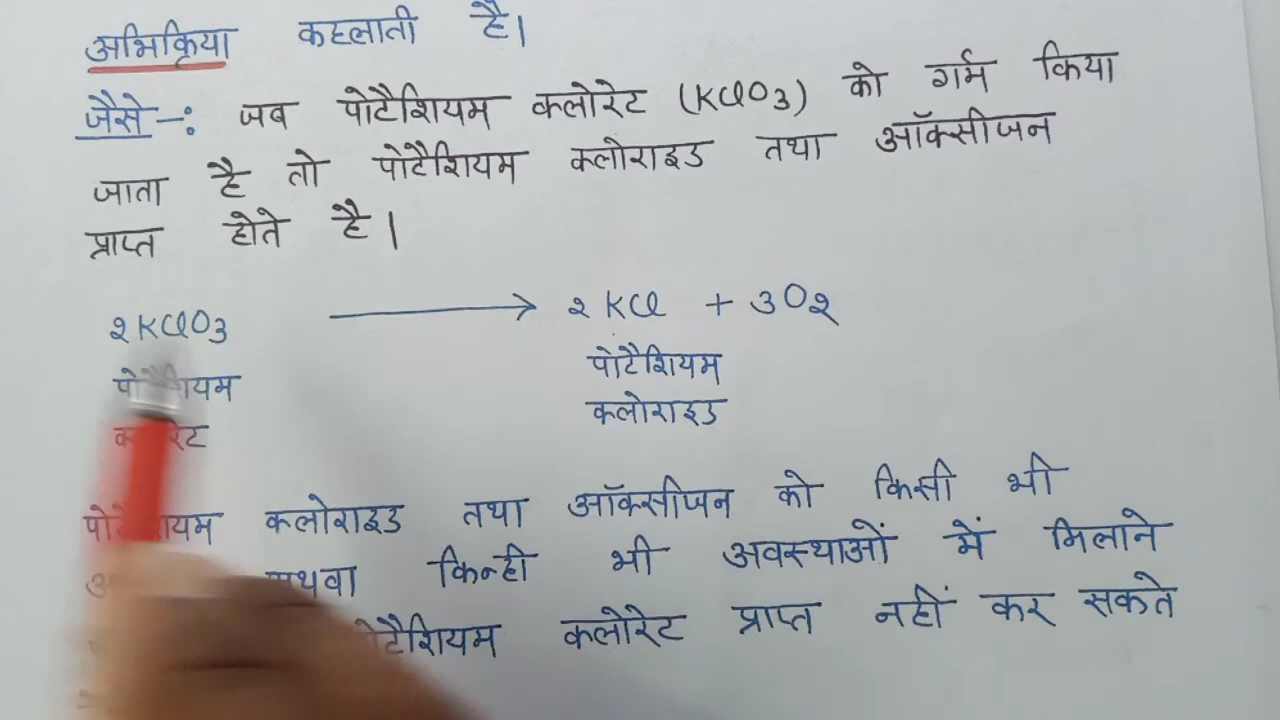 अभिक्रिया कहलाती है।
जैसे-: जब पोटैशियम क्लोरेट (KClO3) को गर्म किया
जाता है तो पोटैशियम क्लोराइड तथा ऑक्सीजन
प्राप्त होते है।
2KClO3 ⟶ 2KCl + 3O2
पोटैशियम पोटैशियम
क्लोरेट क्लोराइड
पोटैशियम क्लोराइड तथा ऑक्सीजन को किसी भी
अथवा किन्ही भी अवस्थाओं में मिलाने
पोटैशियम क्लोरेट प्राप्त नहीं कर सकते